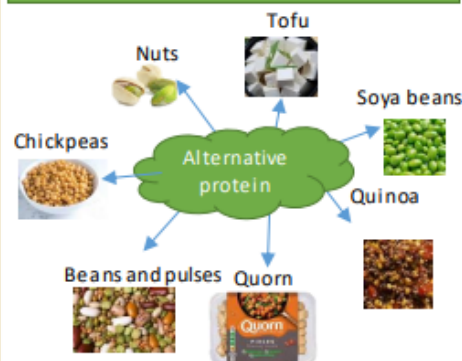 Tofu
Nuts
Soya beans
Chickpeas
Alternative
protein
Quinoa
Beans and pulses
Quorn
Quorn